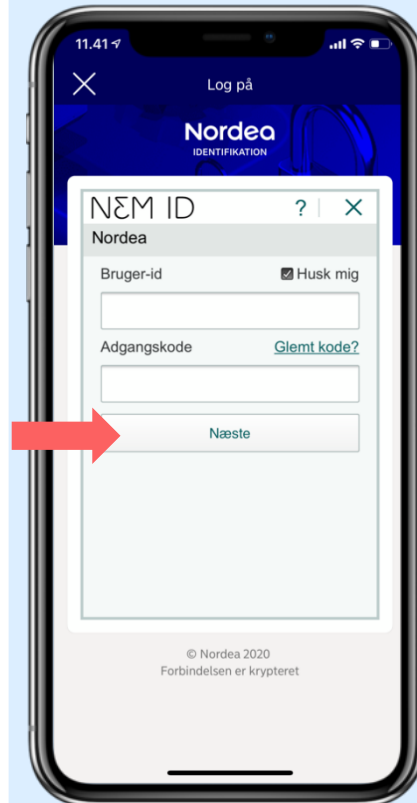 11.41
Log på
Nordea
IDENTIFIKATION
NEM ID ? X
Nordea
Bruger-id Husk mig
Adgangskode Glemt kode?
Næste
© Nordea 2020
Forbindelsen er krypteret